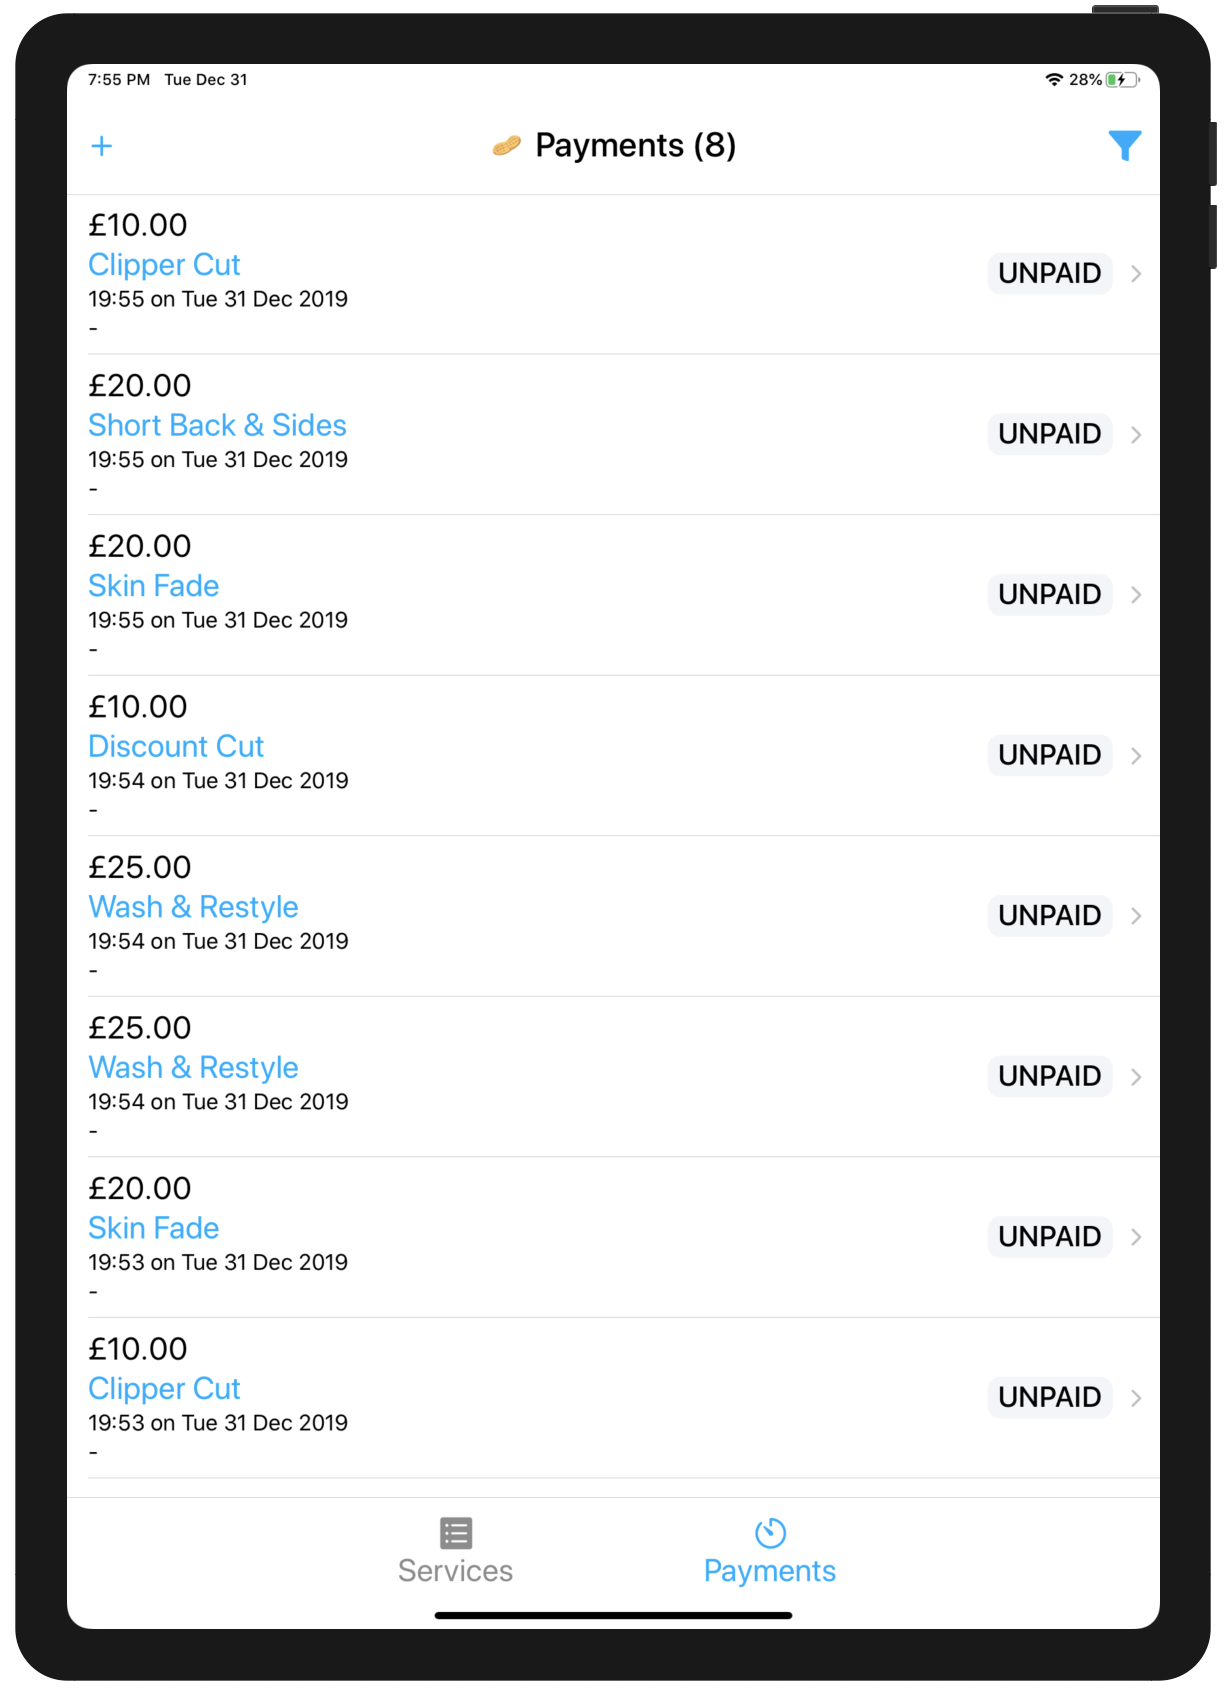 7:55 PM Tue Dec 31 28%
Payments (8)
£10.00
Clipper Cut
UNPAID
19:55 on Tue 31 Dec 2019
-
£20.00
Short Back & Sides
UNPAID
19:55 on Tue 31 Dec 2019
-
£20.00
Skin Fade
UNPAID
19:55 on Tue 31 Dec 2019
-
£10.00
Discount Cut
UNPAID
19:54 on Tue 31 Dec 2019
-
£25.00
Wash & Restyle
UNPAID
19:54 on Tue 31 Dec 2019
-
£25.00
Wash & Restyle
UNPAID
19:54 on Tue 31 Dec 2019
-
£20.00
Skin Fade
UNPAID
19:53 on Tue 31 Dec 2019
-
£10.00
Clipper Cut
UNPAID
19:53 on Tue 31 Dec 2019
-
Services Payments